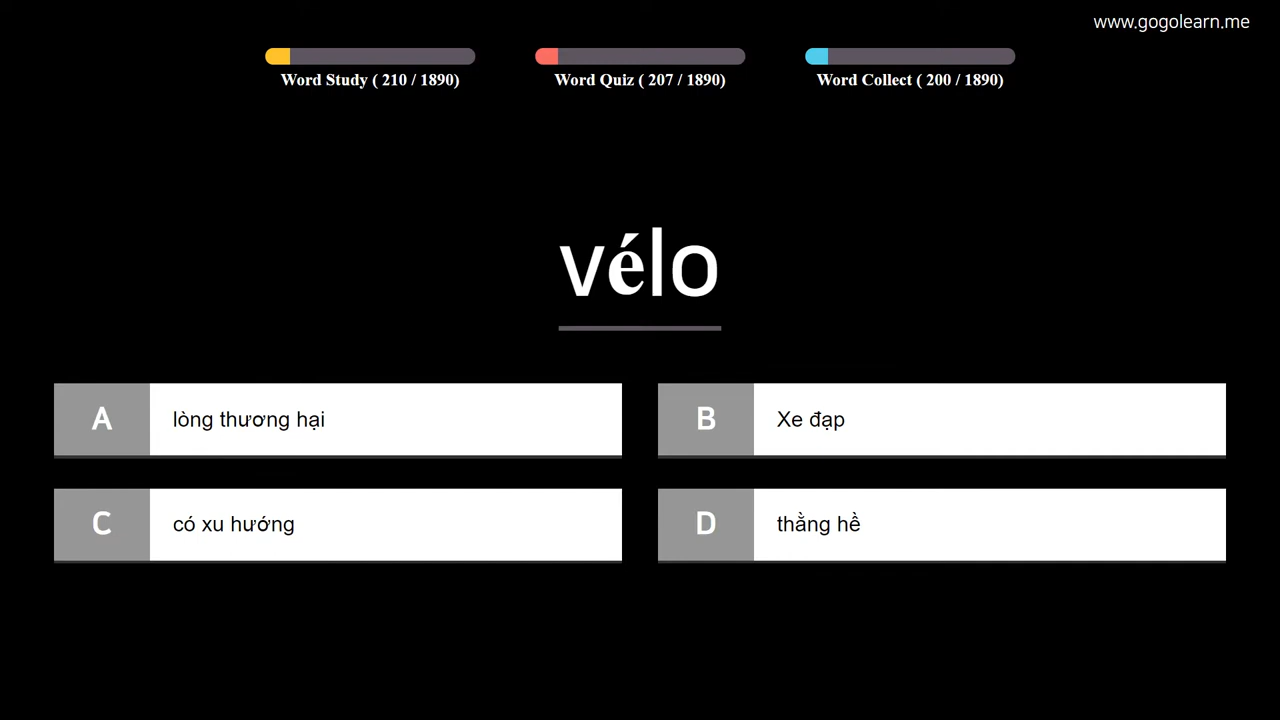 www.gogolearn.me
Word Study ( 210 / 1890)
Word Quiz ( 207 / 1890)
Word Collect ( 200 / 1890)
vélo
A lòng thương hại
B Xe đạp
C có xu hướng
D thằng hề